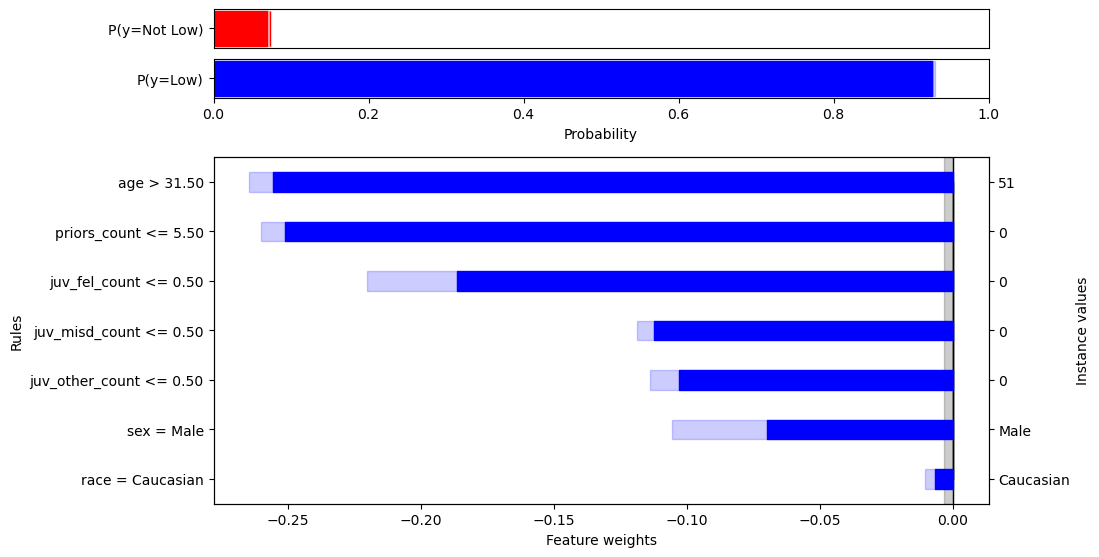 P(y=Not Low)
P(y=Low)
0.0 0.2 0.4 0.6 0.8 1.0
Probability
age > 31.50 51
priors_count <= 5.50 0
juv_fel_count <= 0.50 0
juv_misd_count <= 0.50 0
juv_other_count <= 0.50 0
sex = Male Male
race = Caucasian Caucasian
Rules
Instance values
−0.25 −0.20 −0.15 −0.10 −0.05 0.00
Feature weights